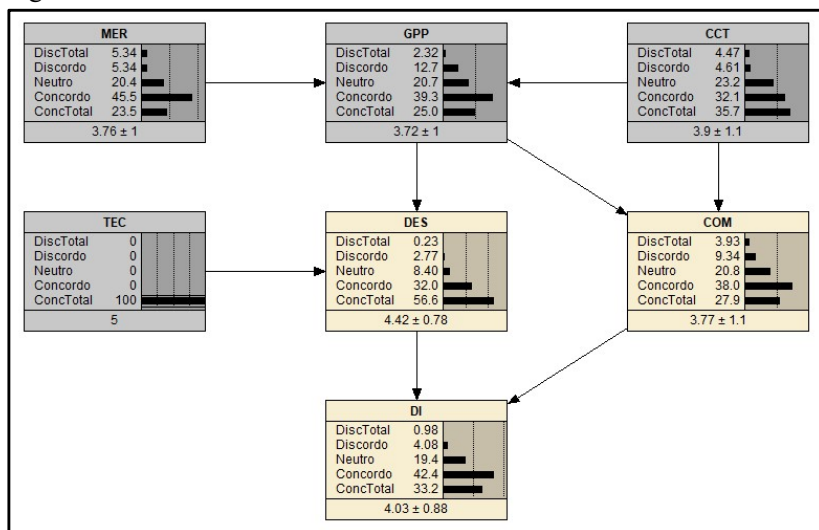 MER
DiscTotal 5.34
Discordo 5.34
Neutro 20.4
Concordo 45.5
ConcTotal 23.5
3.76 ± 1
GPP
DiscTotal 2.32
Discordo 12.7
Neutro 20.7
Concordo 39.3
ConcTotal 25.0
3.72 ± 1
CCT
DiscTotal 4.47
Discordo 4.61
Neutro 23.2
Concordo 32.1
ConcTotal 35.7
3.9 ± 1.1
TEC
DiscTotal 0
Discordo 0
Neutro 0
Concordo 0
ConcTotal 100
5
DES
DiscTotal 0.23
Discordo 2.77
Neutro 8.40
Concordo 32.0
ConcTotal 56.6
4.42 ± 0.78
COM
DiscTotal 3.93
Discordo 9.34
Neutro 20.8
Concordo 38.0
ConcTotal 27.9
3.77 ± 1.1
DI
DiscTotal 0.98
Discordo 4.08
Neutro 19.4
Concordo 42.4
ConcTotal 33.2
4.03 ± 0.88